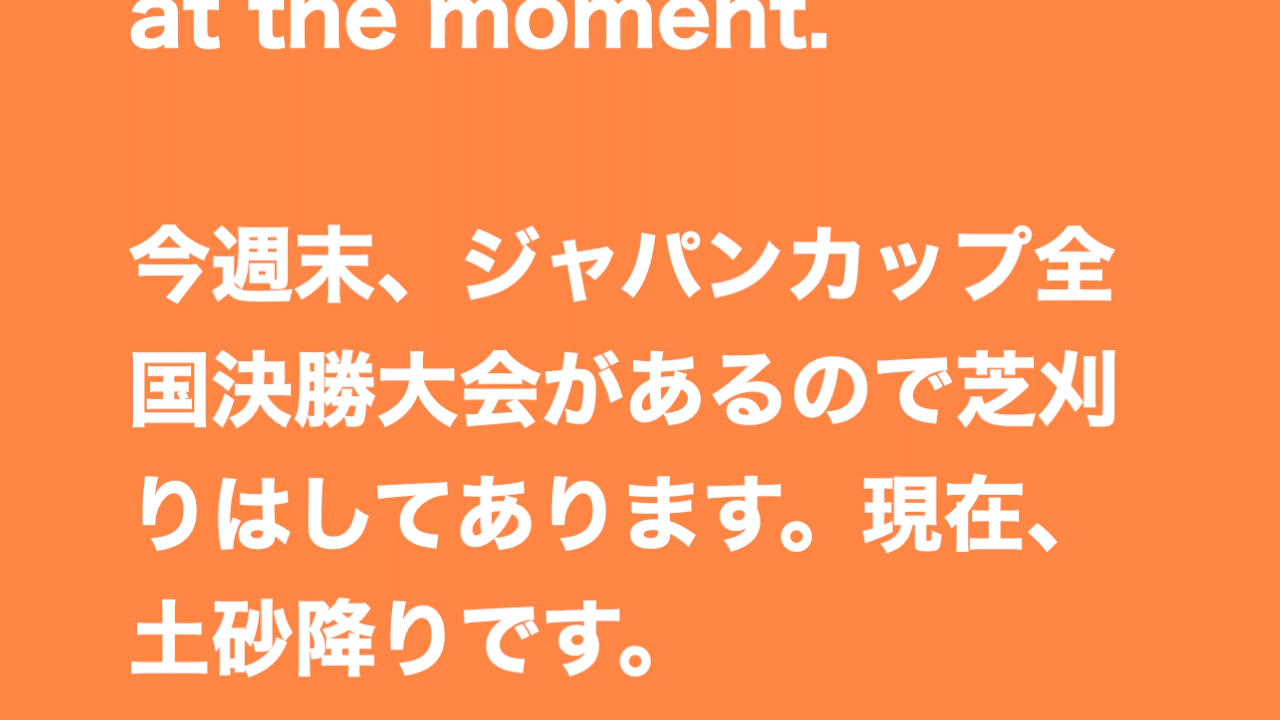 at the moment.
今週末、ジャパンカップ全
国決勝大会があるので芝刈
りはしてあります。現在、
土砂降りです。